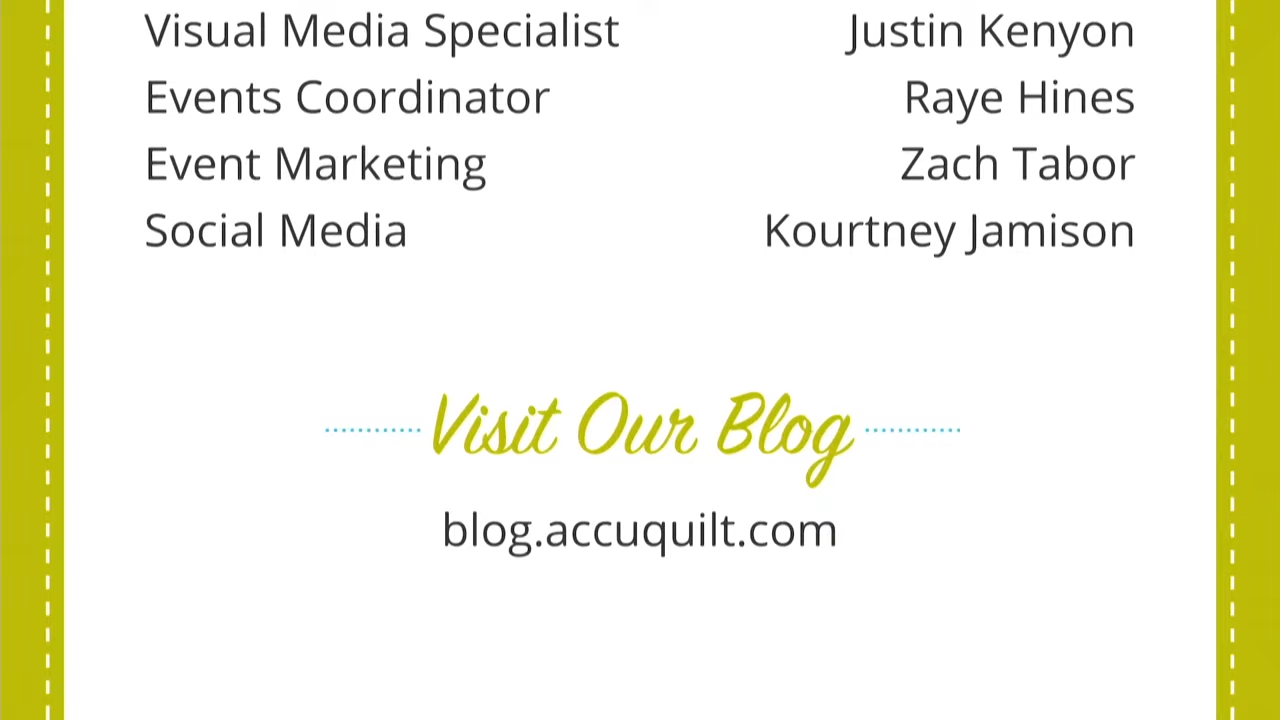 Visual Media Specialist Justin Kenyon
Events Coordinator Raye Hines
Event Marketing Zach Tabor
Social Media Kourtney Jamison
Visit Our Blog
blog.accuquilt.com